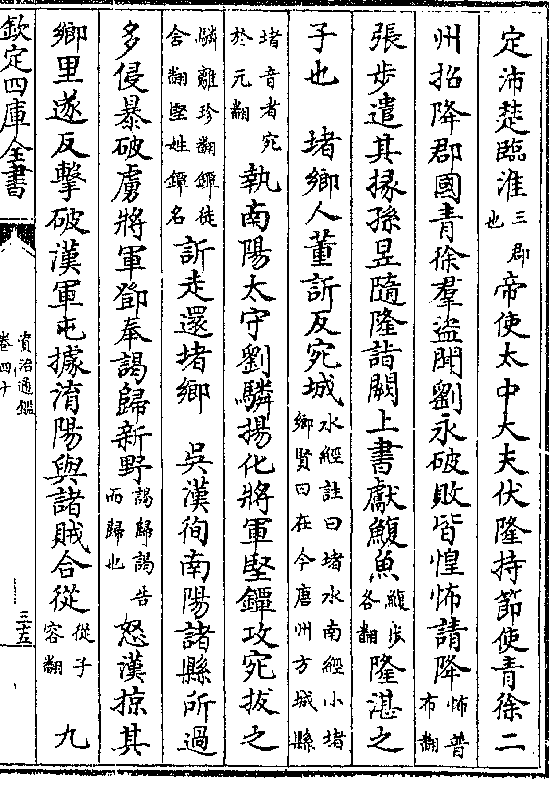 定沛楚臨淮三郡也帝使太中大夫伏隆持節使青徐二
州招降郡國青徐羣盜聞劉永破敗皆惶怖請降怖普布翻
張步遣其掾孫昱隨隆詣闕上書獻鰒魚鰒步各翻隆湛之
子也　堵鄉人董訢反宛城水經註曰堵水南經小堵鄉賢曰在今唐州方城縣
堵音者宛於元翻執南陽太守劉驎揚化將軍堅鐔攻宛拔之
驎離珍翻鐔徒含翻堅姓鐔名訢走還堵鄉　吳漢徇南陽諸縣所過
多侵暴破虜將軍鄧奉謁歸新野謁歸謁告而歸也怒漢掠其
鄉里遂反擊破漢軍屯據淯陽與諸賊合從從子容翻　九
欽定四庫全書
資治通鑑
卷四十
三十五